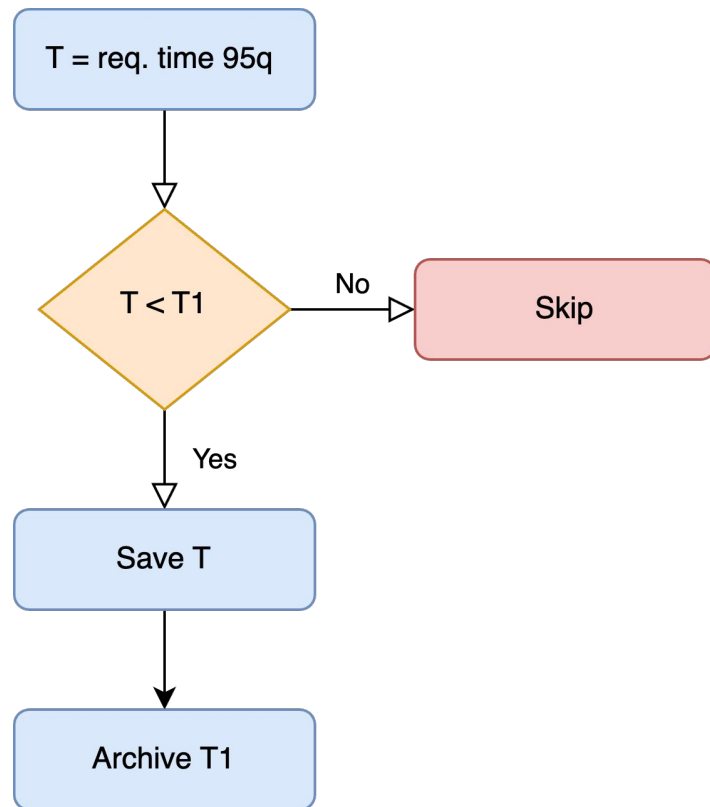 T = req. time 95q
T < T1
No
Skip
Yes
Save T
Archive T1